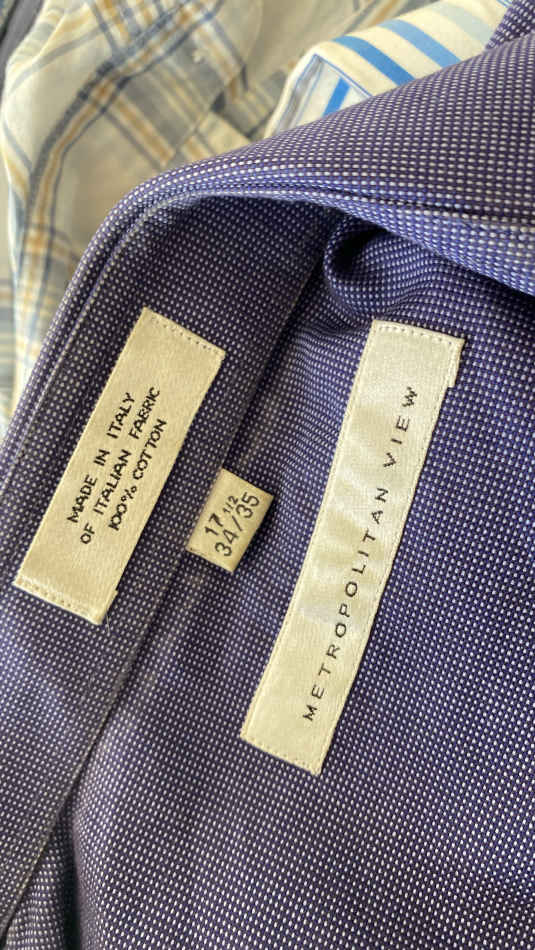 MADE IN ITALY
OF ITALIAN FABRIC
100% COTTON
17 1/2
34/35
METROPOLITAN VIEW